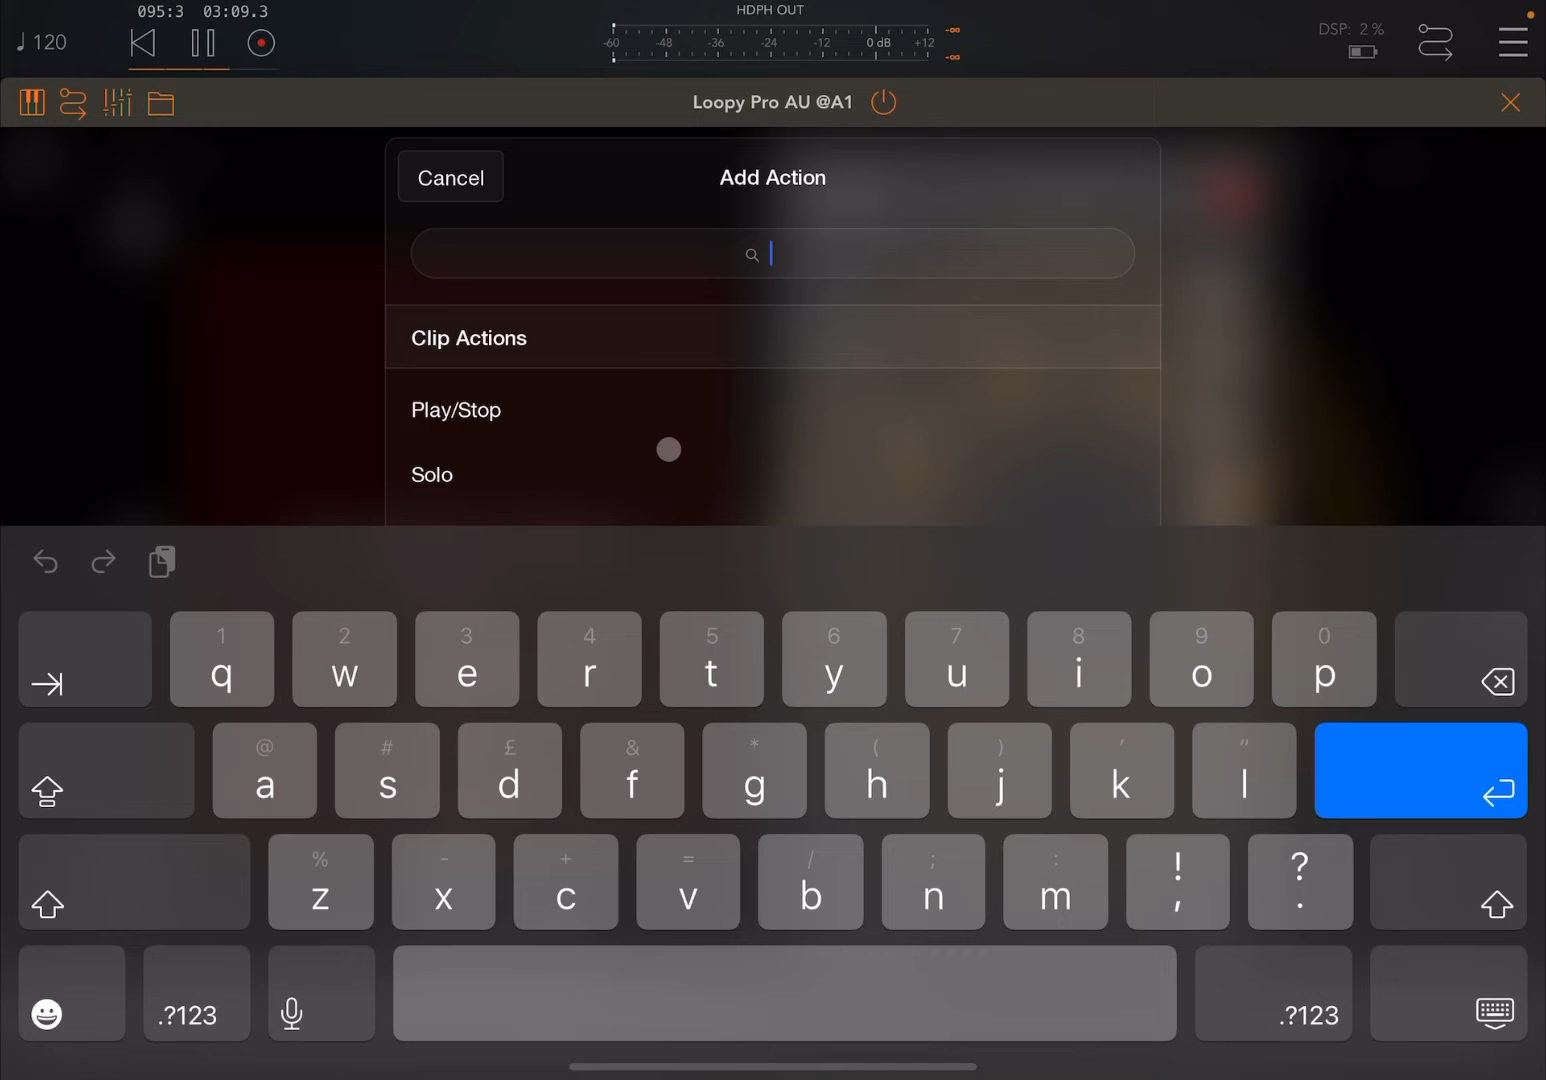 095:3 03:09.3
HDPH OUT
♩ 120
-60 -48 -36 -24 -12 0 dB +12
-∞
-∞
DSP: 2 %
Loopy Pro AU @A1
Cancel
Add Action
Clip Actions
Play/Stop
Solo
1 2 3 4 5 6 7 8 9 0
q w e r t y u i o p
@ # £ & * ( ) ' "
a s d f g h j k l
% - + = / ; : ! ?
z x c v b n m , .
.?123 .?123